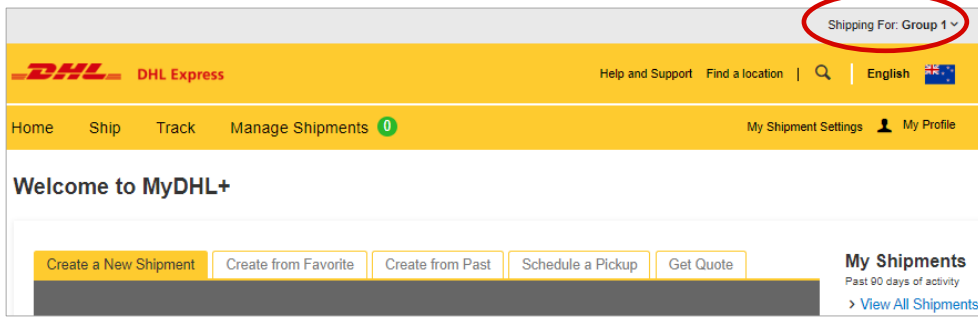 Shipping For: Group 1
DHL DHL Express Help and Support Find a location | English
Home Ship Track Manage Shipments 0 My Shipment Settings My Profile
Welcome to MyDHL+
Create a New Shipment Create from Favorite Create from Past Schedule a Pickup Get Quote My Shipments
Past 90 days of activity
> View All Shipments